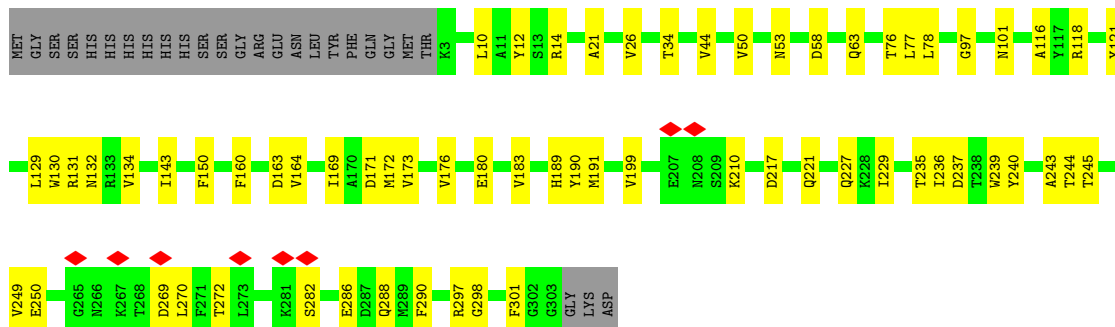 MET GLY SER SER HIS HIS HIS HIS HIS HIS SER SER GLY ARG GLU ASN LEU TYR PHE GLN GLY MET THR K3 L10 A11 Y12 S13 R14 A21 V26 T34 V44 V50 N53 D58 Q63 T76 L77 L78 G97 N101 A116 Y117 R118
L129 W130 R131 N132 R133 V134 I143 F150 F160 D163 V164 I169 A170 D171 M172 V173 V176 E180 V183 H189 Y190 M191 V199 E207 N208 S209 K210 D217 Q221 Q227 K228 I229 T235 I236 D237 T238 W239 Y240 A243 T244 T245
V249 E250 G265 N266 K267 T268 D269 L270 F271 T272 L273 K281 S282 E286 D287 Q288 M289 F290 R297 G298 F301 G302 G303 GLY LYS ASP